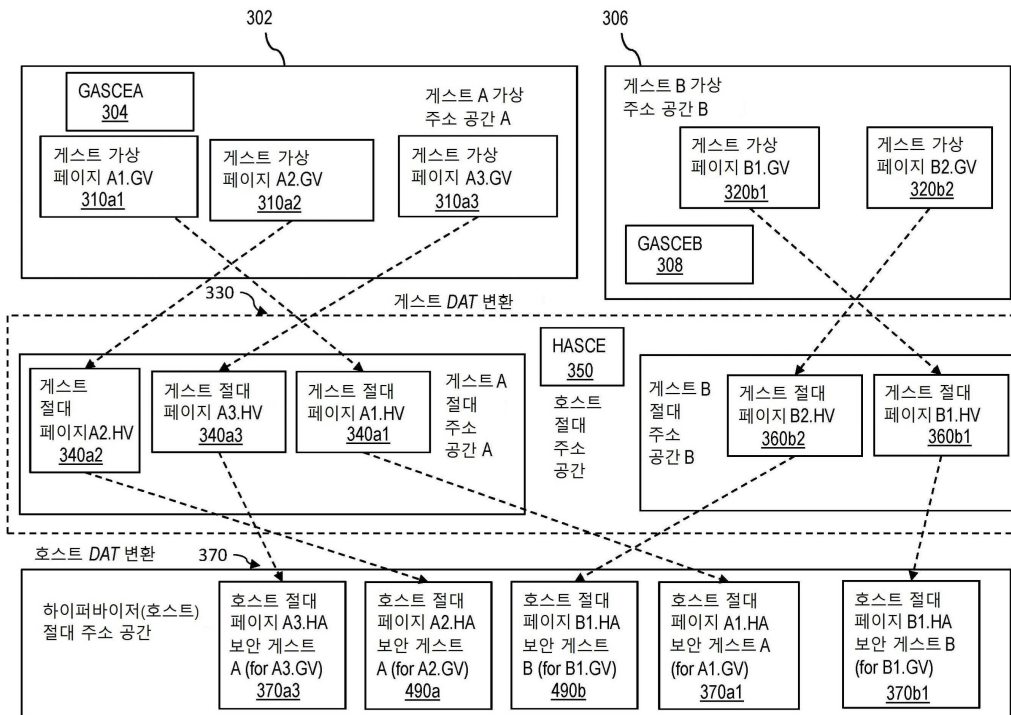 302
306
GASCEA
304
게스트 A 가상
주소 공간 A
게스트 가상
페이지 A1.GV
310a1
게스트 가상
페이지 A2.GV
310a2
게스트 가상
페이지 A3.GV
310a3
게스트 B 가상
주소 공간 B
게스트 가상
페이지 B1.GV
320b1
게스트 가상
페이지 B2.GV
320b2
GASCEB
308
330
게스트 DAT 변환
게스트
절대
페이지A2.HV
340a2
게스트 절대
페이지 A3.HV
340a3
게스트 절대
페이지 A1.HV
340a1
게스트 A
절대
주소
공간 A
HASCE
350
호스트
절대
주소
공간
게스트 B
절대
주소
공간 B
게스트 절대
페이지 B2.HV
360b2
게스트 절대
페이지 B1.HV
360b1
호스트 DAT 변환
370
하이퍼바이저(호스트)
절대 주소 공간
호스트 절대
페이지 A3.HA
보안 게스트
A (for A3.GV)
370a3
호스트 절대
페이지 A2.HA
보안 게스트
A (for A2.GV)
490a
호스트 절대
페이지 B1.HA
보안 게스트
B (for B1.GV)
490b
호스트 절대
페이지 A1.HA
보안 게스트 A
(for A1.GV)
370a1
호스트 절대
페이지 B1.HA
보안 게스트 B
(for B1.GV)
370b1